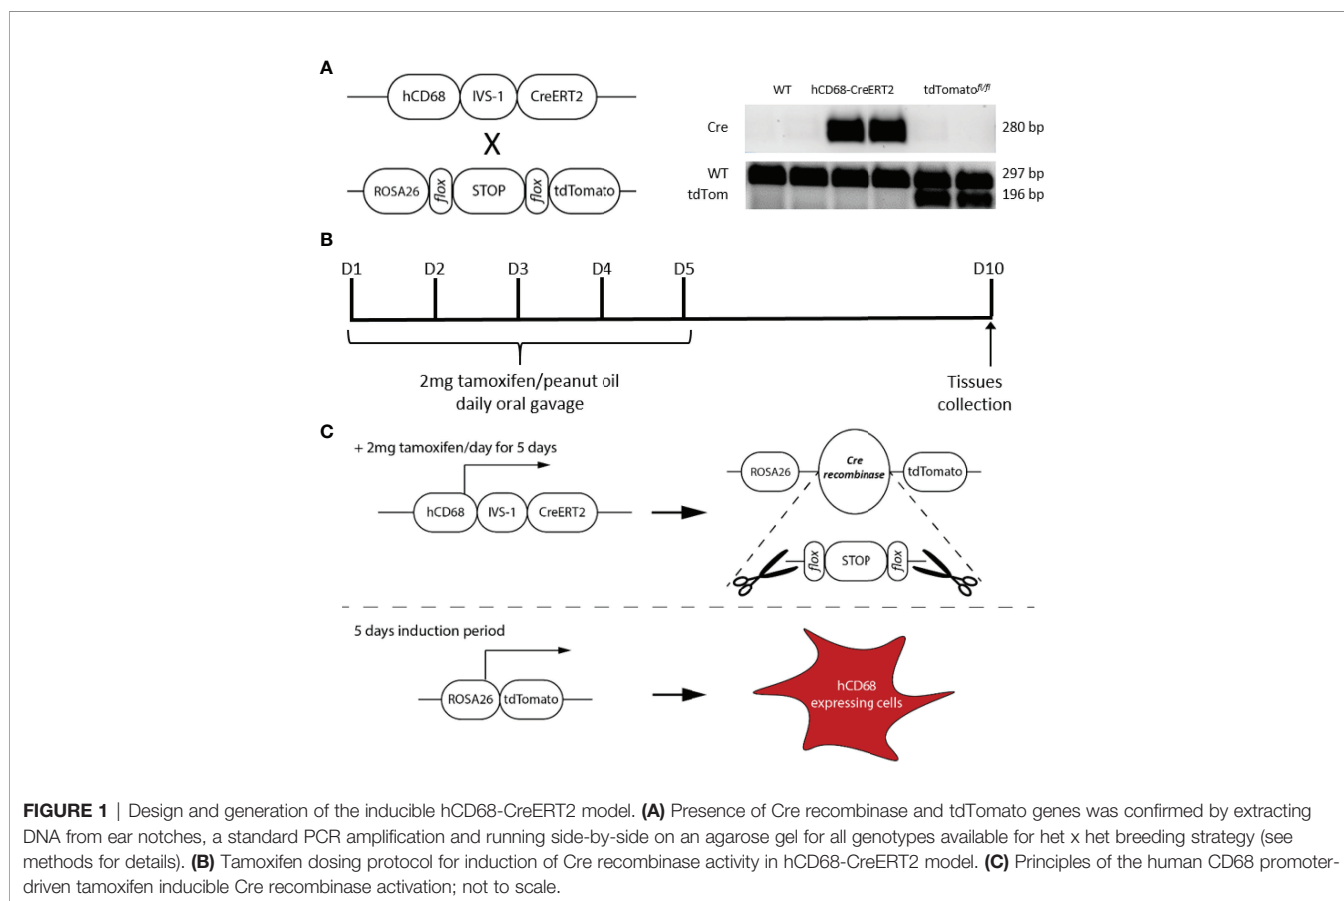 A
hCD68 IVS-1 CreERT2
X
ROSA26 flox STOP flox tdTomato
WT hCD68-CreERT2 tdTomatofl/fl
Cre 280 bp
WT 297 bp
tdTom 196 bp
B
D1 D2 D3 D4 D5 D10
2mg tamoxifen/peanut oil
daily oral gavage
Tissues
collection
C
+ 2mg tamoxifen/day for 5 days
hCD68 IVS-1 CreERT2
ROSA26 Cre recombinase tdTomato
flox STOP flox
5 days induction period
ROSA26 tdTomato
hCD68
expressing cells
FIGURE 1 | Design and generation of the inducible hCD68-CreERT2 model. (A) Presence of Cre recombinase and tdTomato genes was confirmed by extracting
DNA from ear notches, a standard PCR amplification and running side-by-side on an agarose gel for all genotypes available for het x het breeding strategy (see
methods for details). (B) Tamoxifen dosing protocol for induction of Cre recombinase activity in hCD68-CreERT2 model. (C) Principles of the human CD68 promoter-
driven tamoxifen inducible Cre recombinase activation; not to scale.